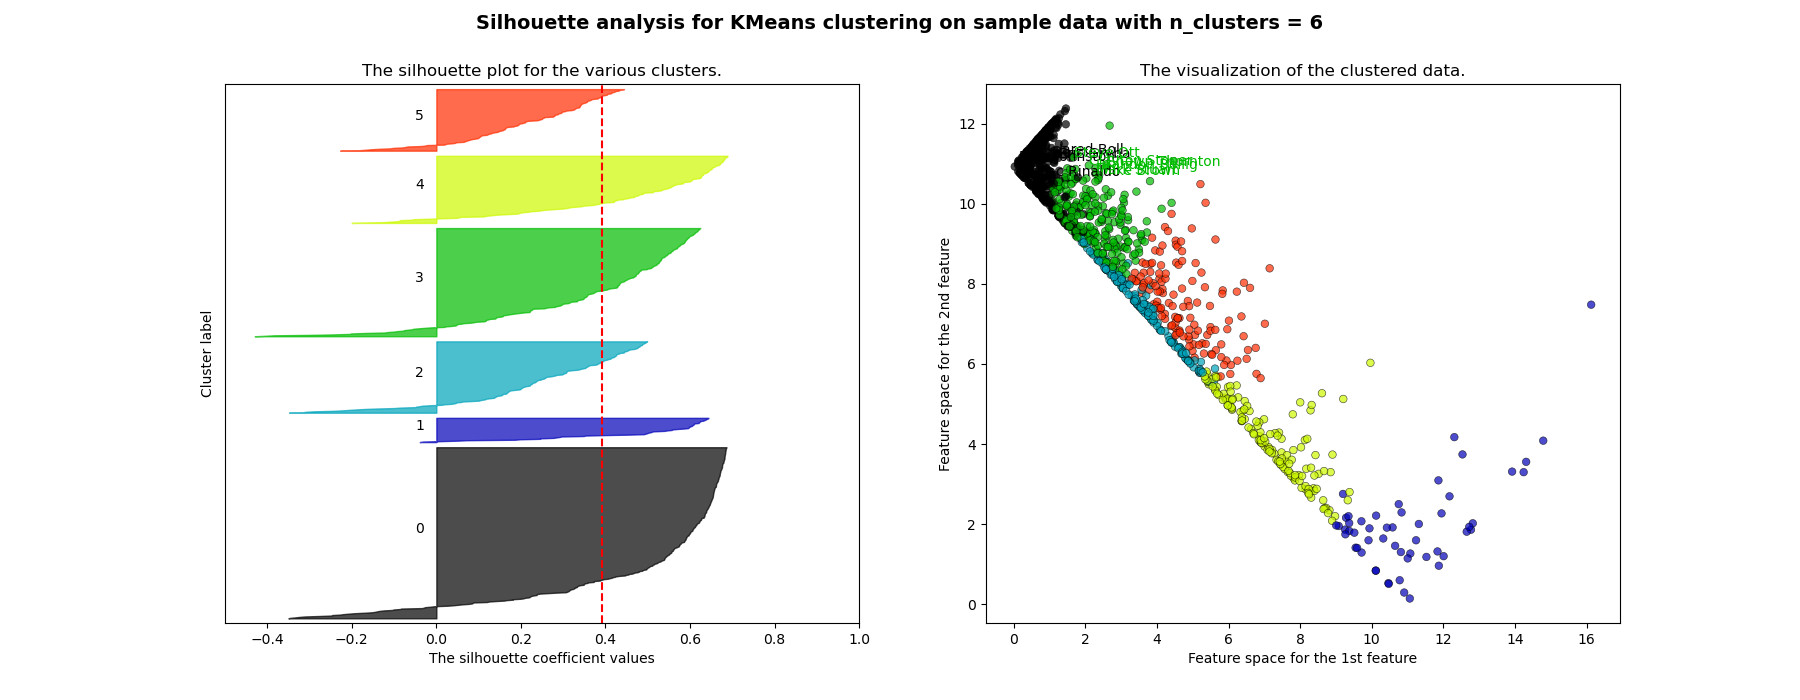 Silhouette analysis for KMeans clustering on sample data with n_clusters = 6
The silhouette plot for the various clusters.
5
4
3
2
1
0
Cluster label
−0.4 −0.2 0.0 0.2 0.4 0.6 0.8 1.0
The silhouette coefficient values
The visualization of the clustered data.
12
10
8
6
4
2
0
Feature space for the 2nd feature
Boll
Rinaldo
Brown
0 2 4 6 8 10 12 14 16
Feature space for the 1st feature